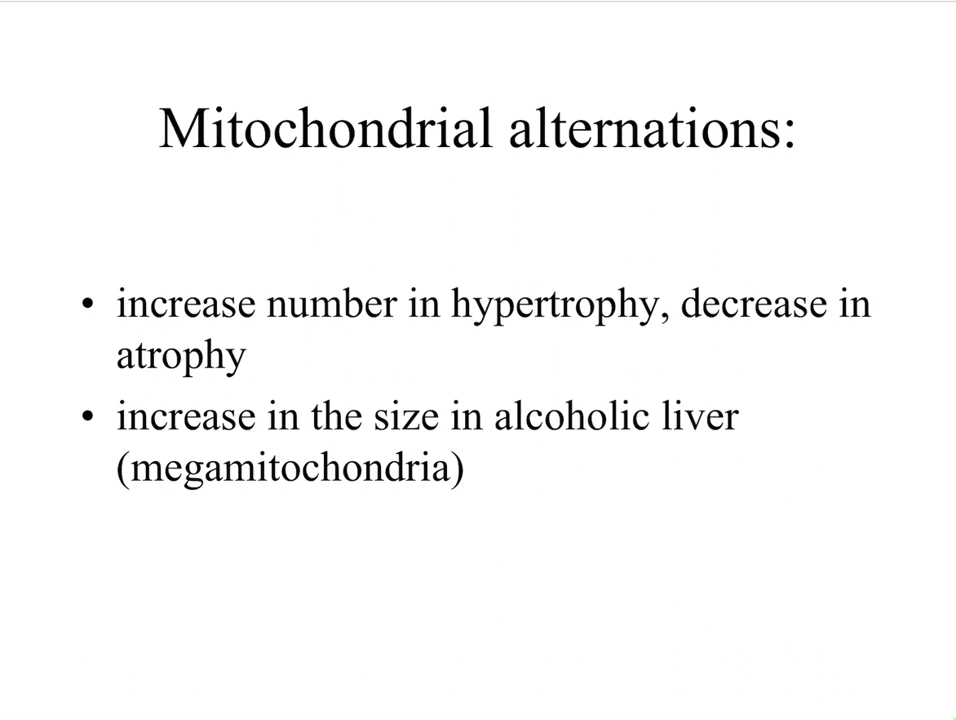 Mitochondrial alternations:
• increase number in hypertrophy, decrease in
atrophy
• increase in the size in alcoholic liver
(megamitochondria)